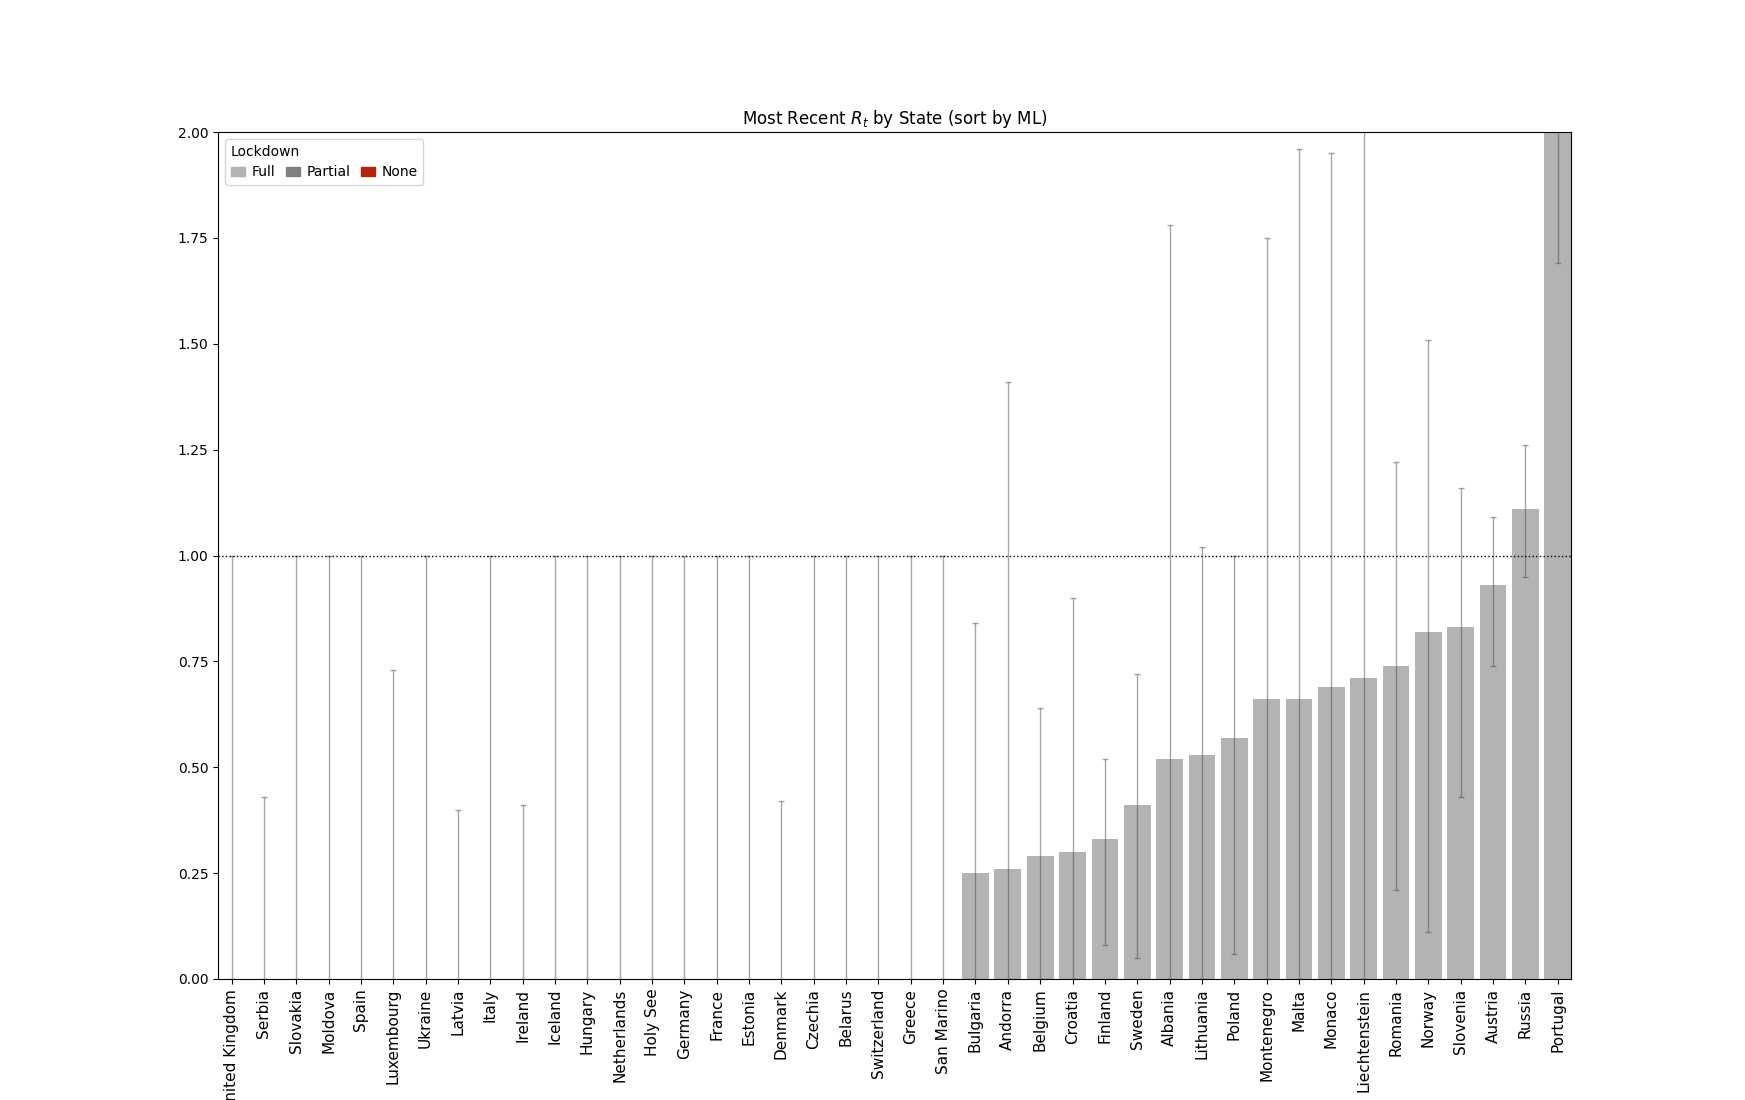 Most Recent R_t by State (sort by ML)
Lockdown
Full Partial None
2.00
1.75
1.50
1.25
1.00
0.75
0.50
0.25
0.00
nited Kingdom
Serbia
Slovakia
Moldova
Spain
Luxembourg
Ukraine
Latvia
Italy
Ireland
Iceland
Hungary
Netherlands
Holy See
Germany
France
Estonia
Denmark
Czechia
Belarus
Switzerland
Greece
San Marino
Bulgaria
Andorra
Belgium
Croatia
Finland
Sweden
Albania
Lithuania
Poland
Montenegro
Malta
Monaco
Liechtenstein
Romania
Norway
Slovenia
Austria
Russia
Portugal